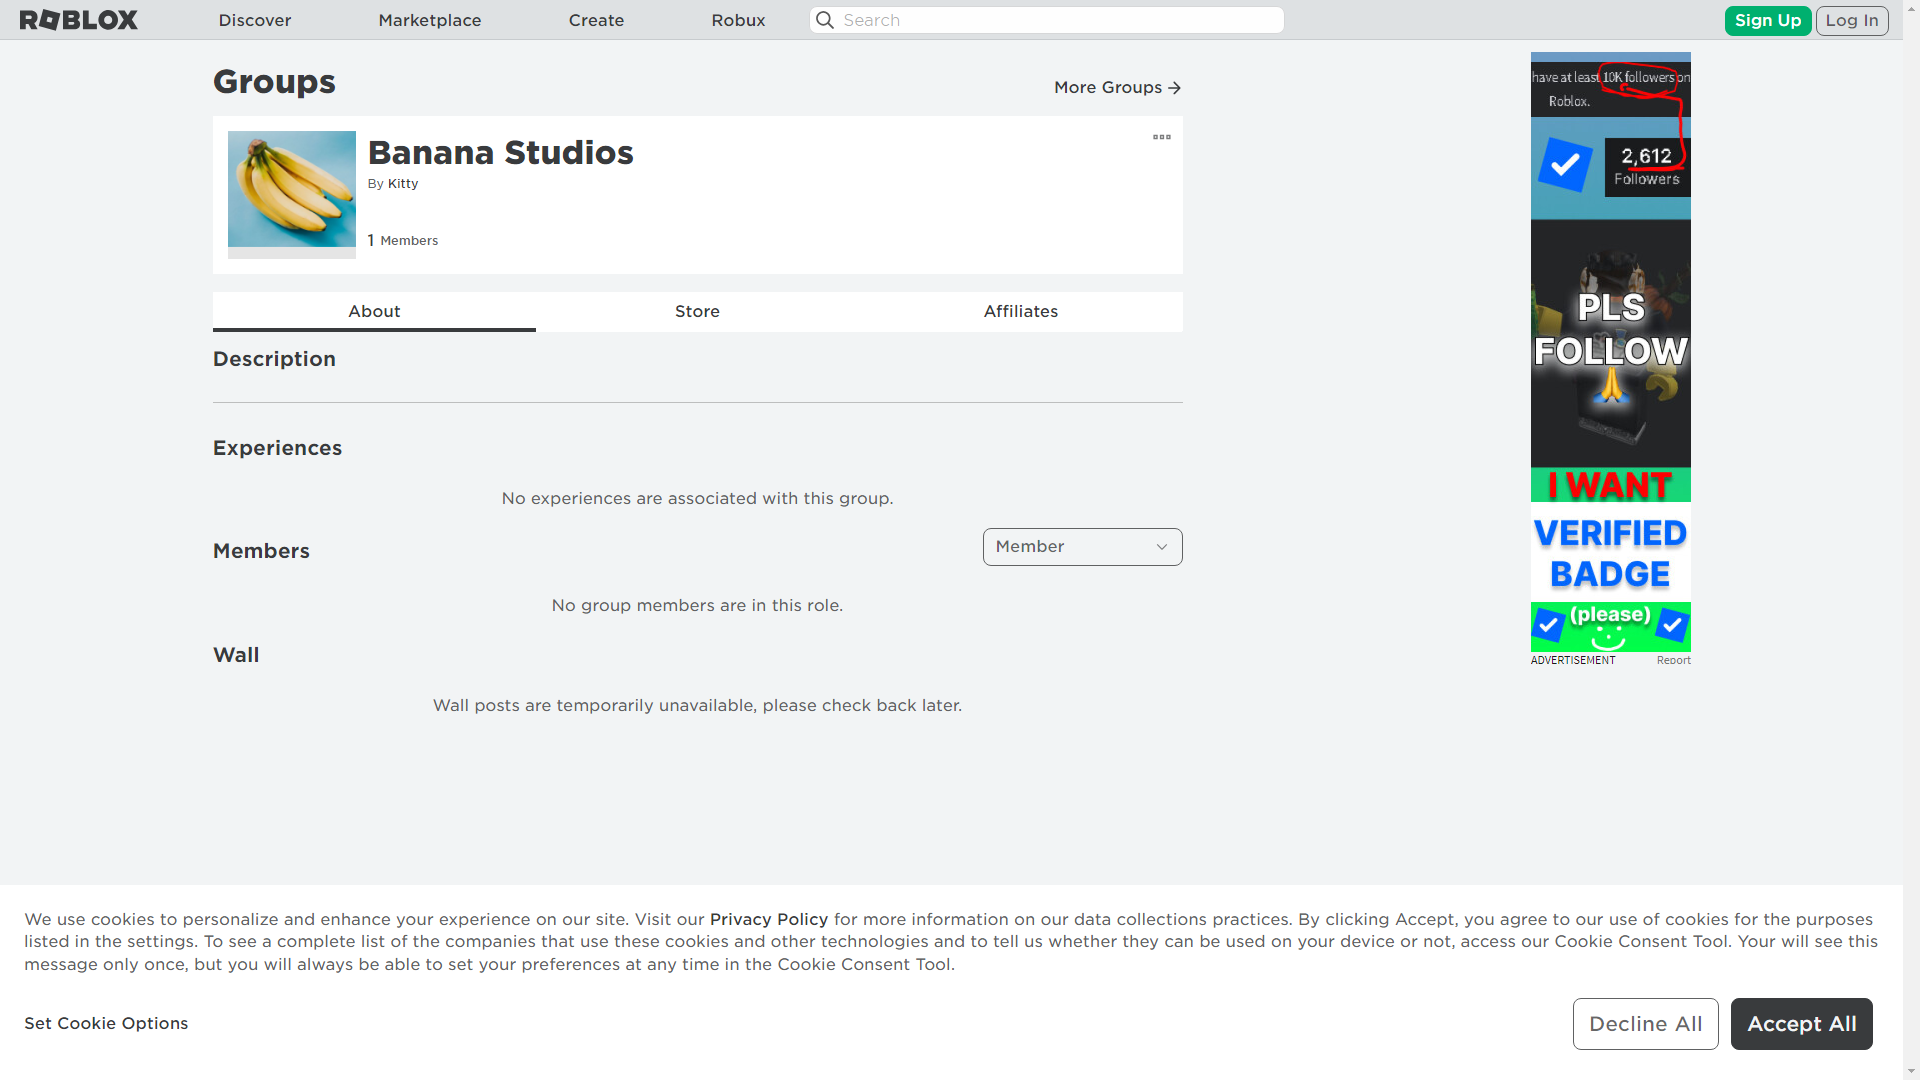 ROBLOX
Discover
Marketplace
Create
Robux
Search
Sign Up
Log In
Groups
More Groups
Banana Studios
By Kitty
1 Members
About
Store
Affiliates
Description
Experiences
No experiences are associated with this group.
Members
Member
No group members are in this role.
Wall
Wall posts are temporarily unavailable, please check back later.
have at least 10K followers on
Roblox.
2,612
Followers
PLS
FOLLOW
I WANT
VERIFIED
BADGE
(please)
ADVERTISEMENT
Report
We use cookies to personalize and enhance your experience on our site. Visit our Privacy Policy for more information on our data collections practices. By clicking Accept, you agree to our use of cookies for the purposes
listed in the settings. To see a complete list of the companies that use these cookies and other technologies and to tell us whether they can be used on your device or not, access our Cookie Consent Tool. Your will see this
message only once, but you will always be able to set your preferences at any time in the Cookie Consent Tool.
Set Cookie Options
Decline All
Accept All